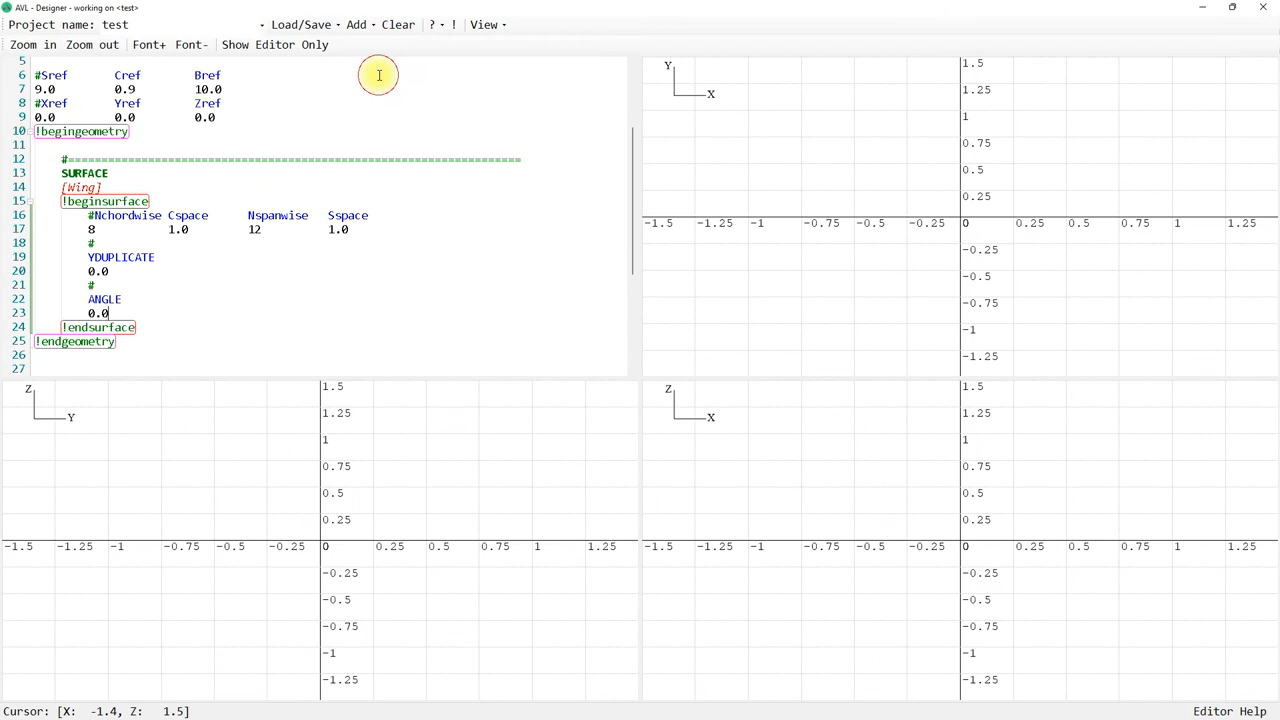 AVL - Designer - working on <test>
Project name: test Load/Save Add Clear ? ! View
Zoom in Zoom out Font+ Font- Show Editor Only
5
6 #Sref Cref Bref
7 9.0 0.9 10.0
8 #Xref Yref Zref
9 0.0 0.0 0.0
10 !begingeometry
11
12 #====================================================================
13 SURFACE
14 [Wing]
15 !beginsurface
16 #Nchordwise Cspace Nspanwise Sspace
17 8 1.0 12 1.0
18 #
19 YDUPLICATE
20 0.0
21 #
22 ANGLE
23 0.0
24 !endsurface
25 !endgeometry
26
27
Y
X
1.5
1.25
1
0.75
0.5
0.25
-1.5 -1.25 -1 -0.75 -0.5 -0.25 0 0.25 0.5 0.75 1 1.25
-0.25
-0.5
-0.75
-1
-1.25
Z
Y
1.5
1.25
1
0.75
0.5
0.25
-1.5 -1.25 -1 -0.75 -0.5 -0.25 0 0.25 0.5 0.75 1 1.25
-0.25
-0.5
-0.75
-1
-1.25
Z
X
1.5
1.25
1
0.75
0.5
0.25
-1.5 -1.25 -1 -0.75 -0.5 -0.25 0 0.25 0.5 0.75 1 1.25
-0.25
-0.5
-0.75
-1
-1.25
Cursor: [X: -1.4, Z: 1.5] Editor Help